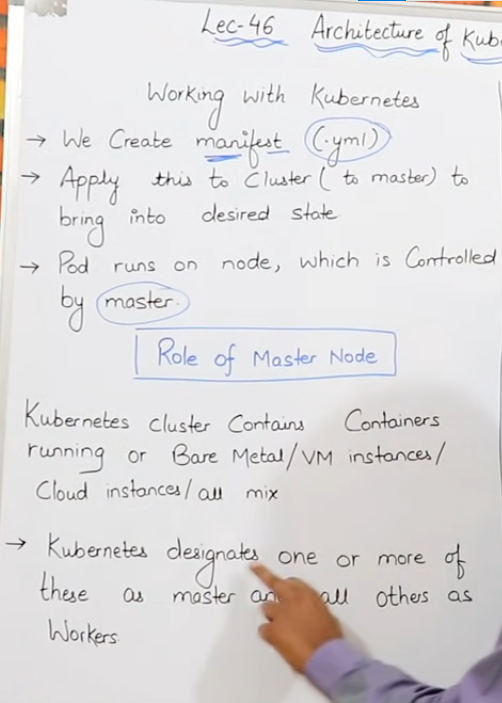 Lec-46 Architecture of Kube
Working with Kubernetes
→ We Create manifest (.yml)
→ Apply this to Cluster ( to master) to
bring into desired state
→ Pod runs on node, which is Controlled
by master.
Role of Master Node
Kubernetes cluster Contains Containers
running or Bare Metal/VM instances/
Cloud instances/ all mix
→ Kubernetes designates one or more of
these as master and all others as
Workers